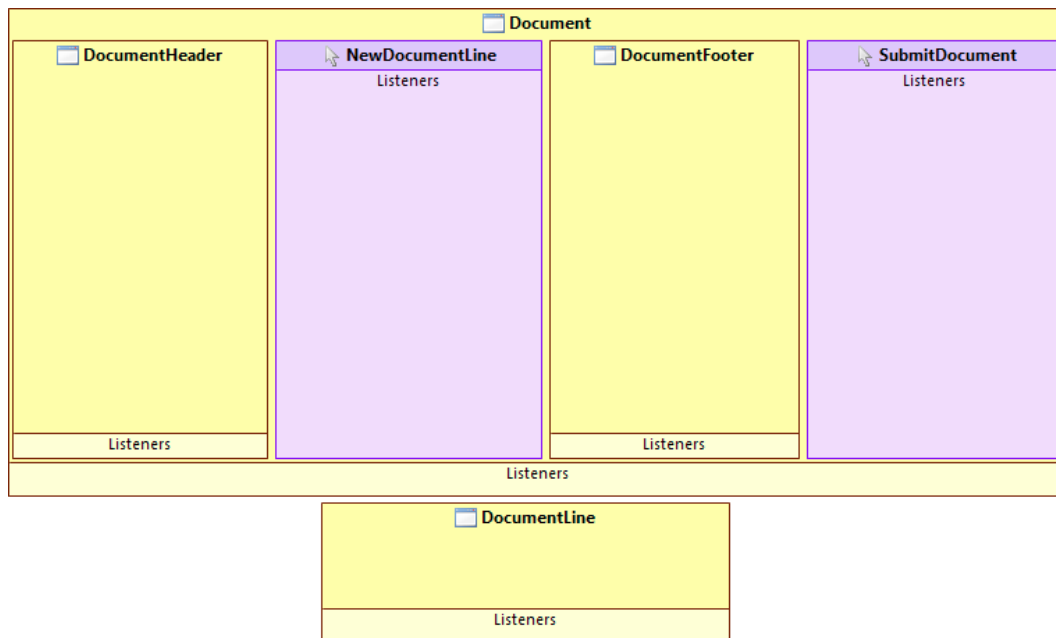 Document
DocumentHeader
NewDocumentLine
DocumentFooter
SubmitDocument
Listeners
Listeners
Listeners
Listeners
Listeners
DocumentLine
Listeners